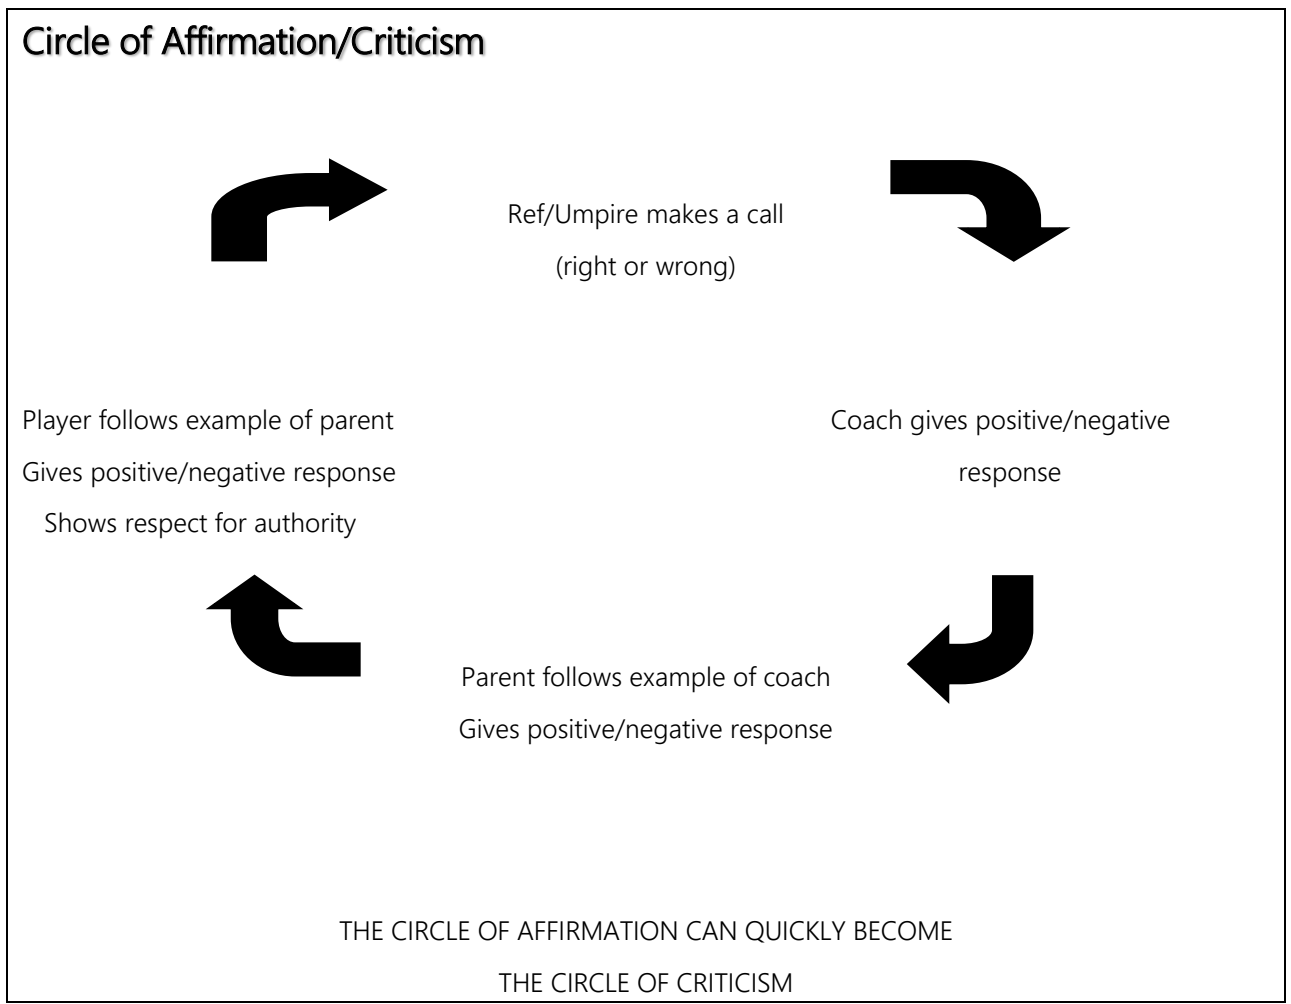 Circle of Affirmation/Criticism
Ref/Umpire makes a call
(right or wrong)
Player follows example of parent
Gives positive/negative response
Shows respect for authority
Coach gives positive/negative
response
Parent follows example of coach
Gives positive/negative response
THE CIRCLE OF AFFIRMATION CAN QUICKLY BECOME
THE CIRCLE OF CRITICISM